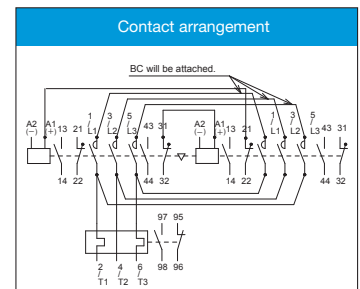 Contact arrangement
BC will be attached.
A2 A1 13 21 1 3 5 43 31 A2 A1 13 21 1 3 5 43 31
(−) (+) / / / (−) (+) / / /
L1 L2 L3 L1 L2 L3
14 22 44 32 14 22 44 32
97 95
98 96
2 4 6
/ / /
T1 T2 T3